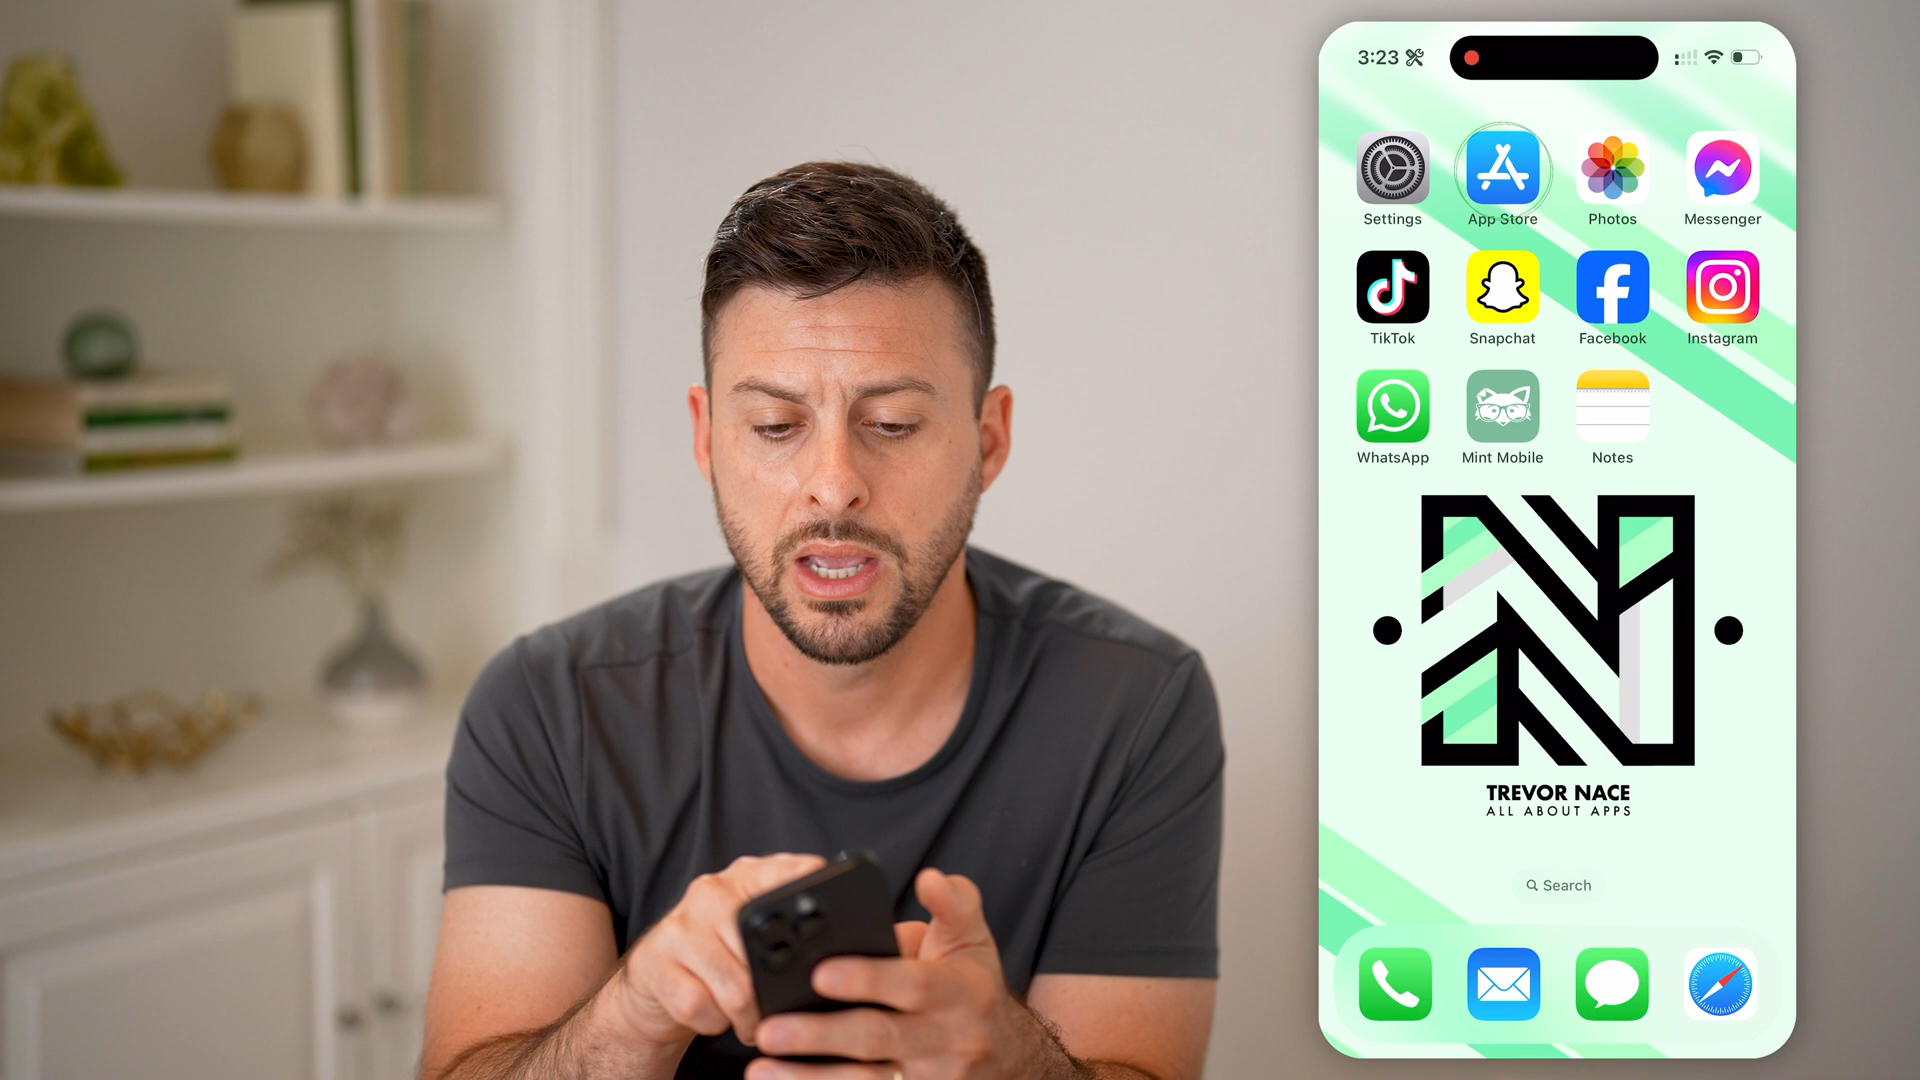 3:23
Settings App Store Photos Messenger
TikTok Snapchat Facebook Instagram
WhatsApp Mint Mobile Notes
TREVOR NACE
ALL ABOUT APPS
Search